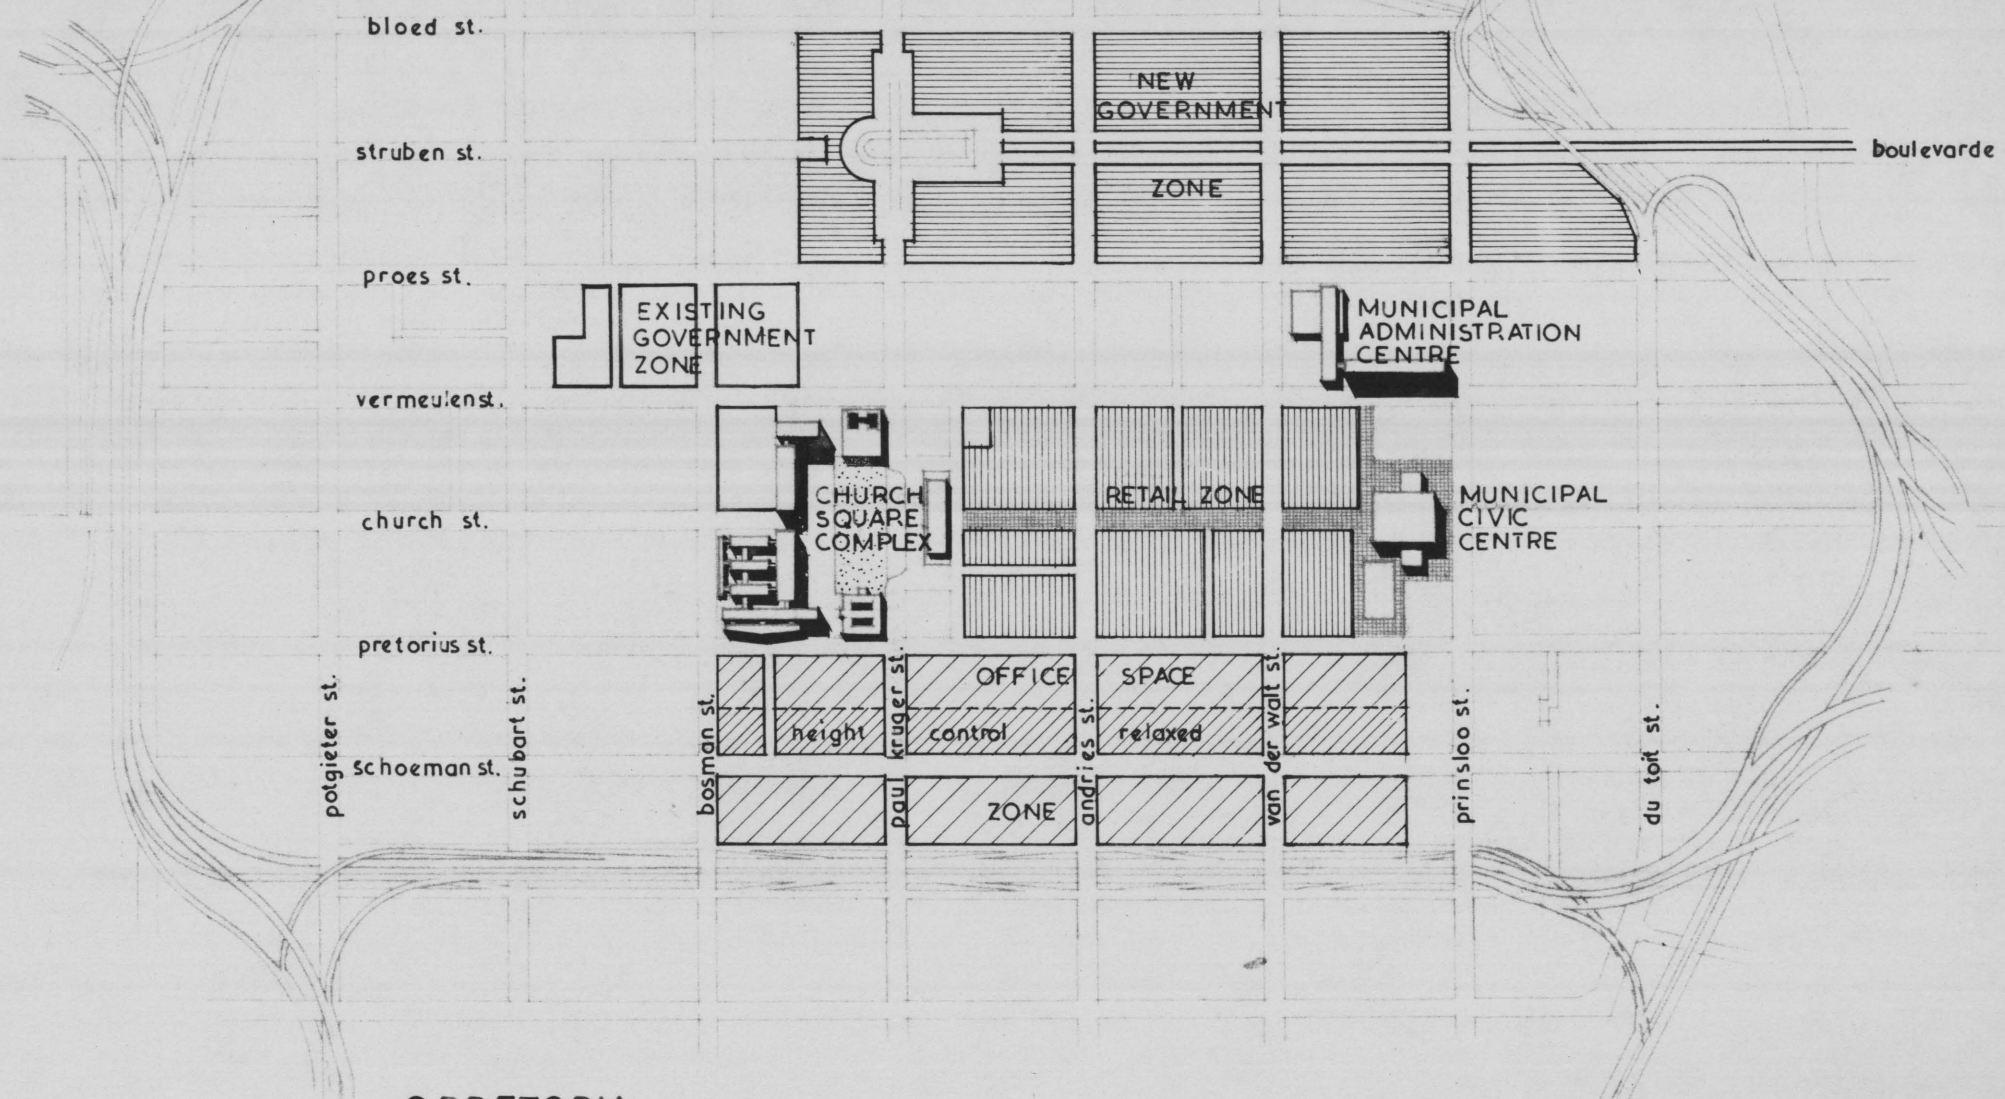 bloed st.
NEW
GOVERNMENT
struben st.
boulevarde
ZONE
proes st.
EXISTING
GOVERNMENT
ZONE
MUNICIPAL
ADMINISTRATION
CENTRE
vermeulen st.
CHURCH
SQUARE
COMPLEX
RETAIL ZONE
MUNICIPAL
CIVIC
CENTRE
church st.
pretorius st.
OFFICE SPACE
height control relaxed
schoeman st.
ZONE
potgieter st.
schubart st.
bosman st.
paul kruger st.
andries st.
van der walt st.
prinsloo st.
du toit st.